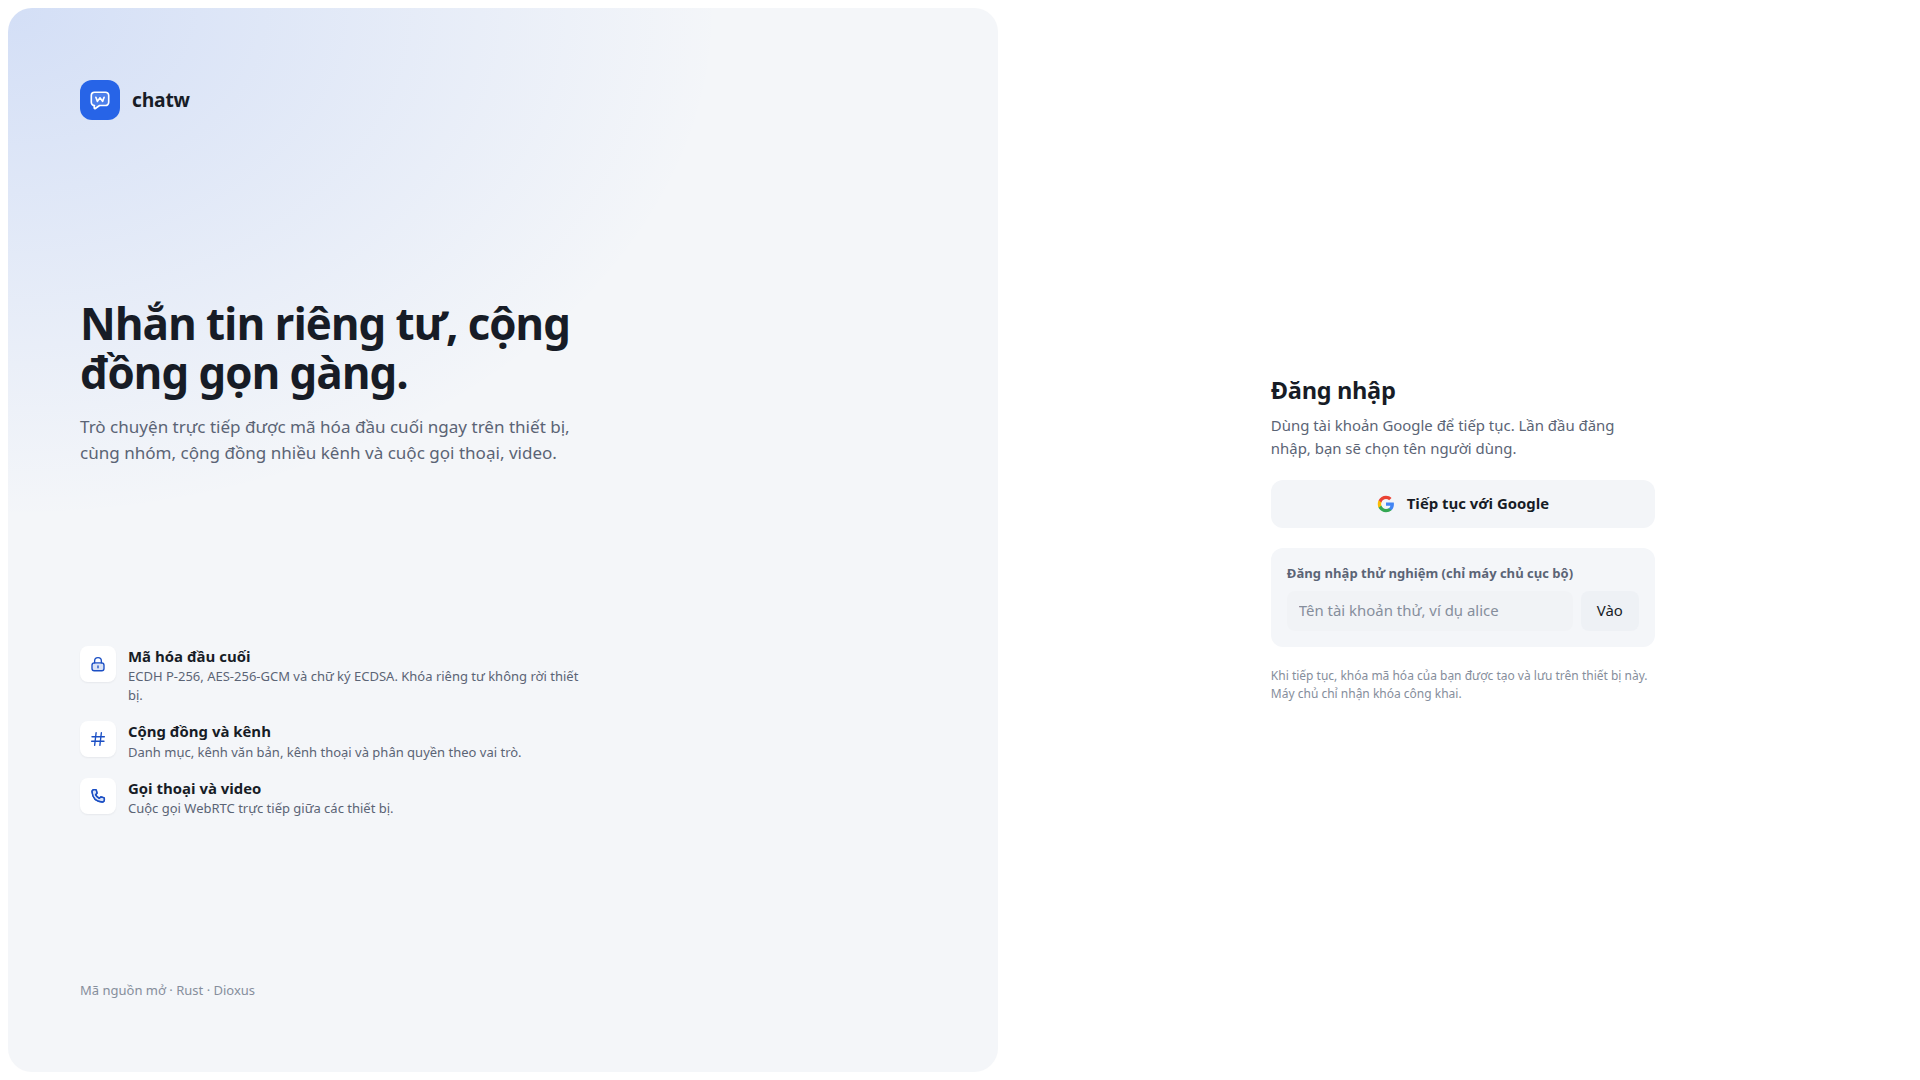 chatw
Nhắn tin riêng tư, cộng
đồng gọn gàng.
Trò chuyện trực tiếp được mã hóa đầu cuối ngay trên thiết bị,
cùng nhóm, cộng đồng nhiều kênh và cuộc gọi thoại, video.
Mã hóa đầu cuối
ECDH P-256, AES-256-GCM và chữ ký ECDSA. Khóa riêng tư không rời thiết
bị.
Cộng đồng và kênh
Danh mục, kênh văn bản, kênh thoại và phân quyền theo vai trò.
Gọi thoại và video
Cuộc gọi WebRTC trực tiếp giữa các thiết bị.
Mã nguồn mở · Rust · Dioxus
Đăng nhập
Dùng tài khoản Google để tiếp tục. Lần đầu đăng
nhập, bạn sẽ chọn tên người dùng.
Tiếp tục với Google
Đăng nhập thử nghiệm (chỉ máy chủ cục bộ)
Tên tài khoản thử, ví dụ alice
Vào
Khi tiếp tục, khóa mã hóa của bạn được tạo và lưu trên thiết bị này.
Máy chủ chỉ nhận khóa công khai.